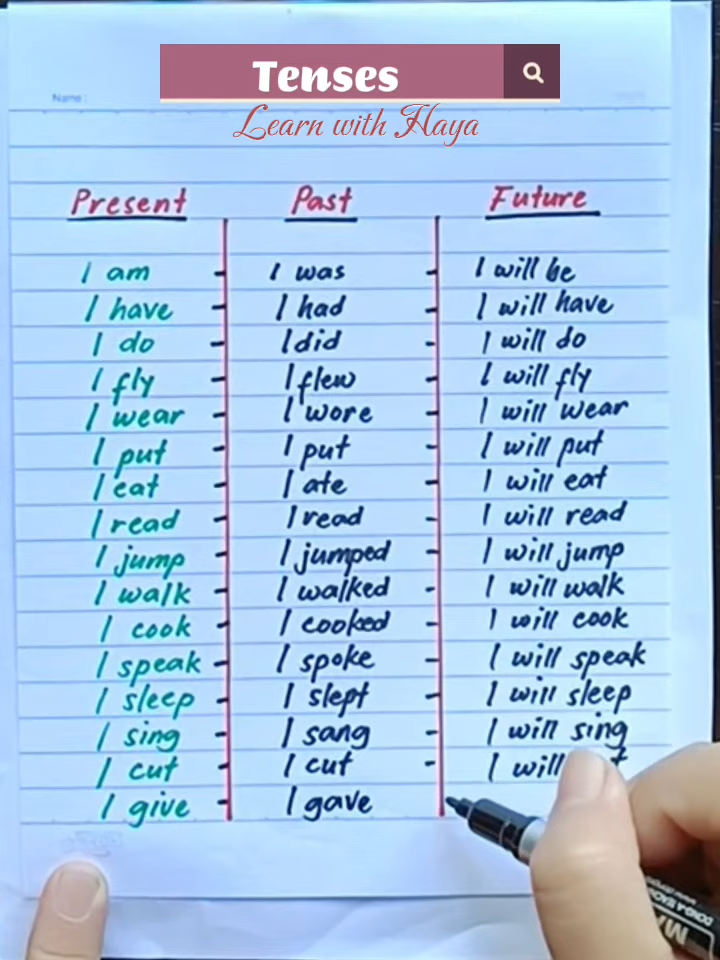 Tenses
Learn with Haya
Name:
Present Past Future
I am - I was - I will be
I have - I had - I will have
I do - I did - I will do
I fly - I flew - I will fly
I wear - I wore - I will wear
I put - I put - I will put
I eat - I ate - I will eat
I read - I read - I will read
I jump - I jumped - I will jump
I walk - I walked - I will walk
I cook - I cooked - I will cook
I speak - I spoke - I will speak
I sleep - I slept - I will sleep
I sing - I sang - I will sing
I cut - I cut - I will
I give - I gave